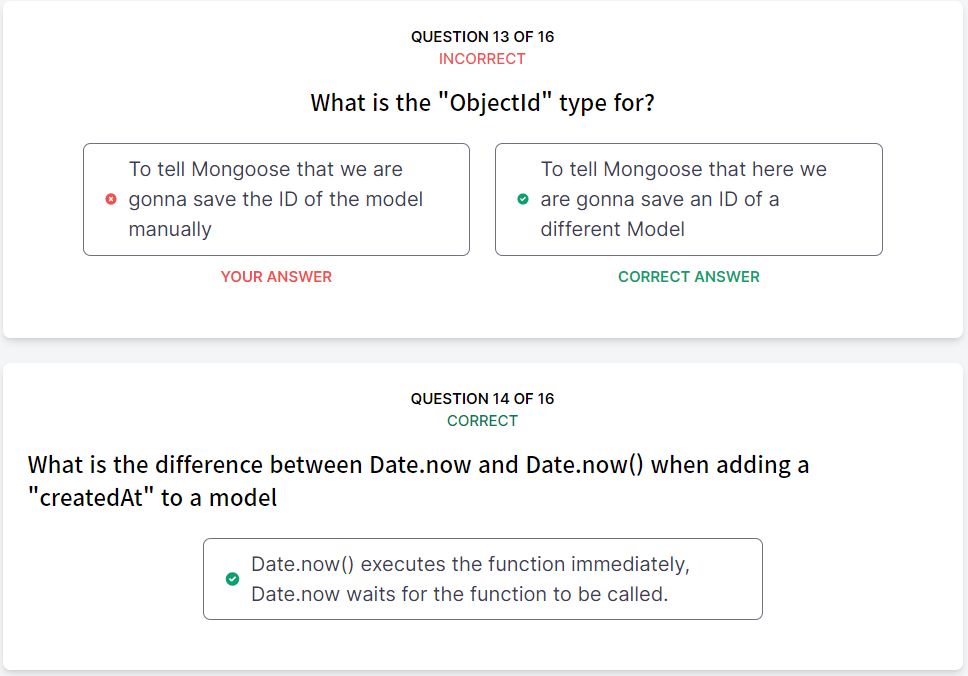 QUESTION 13 OF 16
INCORRECT
What is the "ObjectId" type for?
To tell Mongoose that we are
gonna save the ID of the model
manually
YOUR ANSWER
To tell Mongoose that here we
are gonna save an ID of a
different Model
CORRECT ANSWER
QUESTION 14 OF 16
CORRECT
What is the difference between Date.now and Date.now() when adding a
"createdAt" to a model
Date.now() executes the function immediately,
Date.now waits for the function to be called.